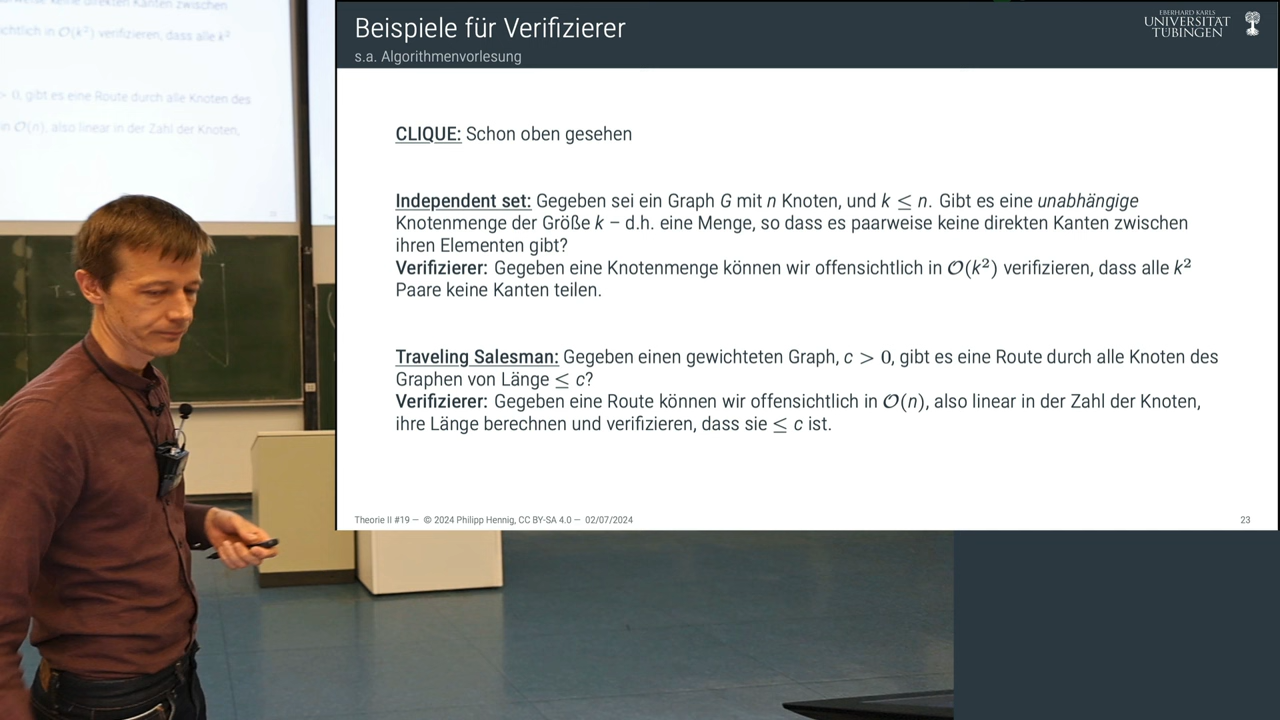 Beispiele für Verifizierer
s.a. Algorithmenvorlesung
EBERHARD KARLS
UNIVERSITÄT
TÜBINGEN
CLIQUE: Schon oben gesehen
Independent set: Gegeben sei ein Graph G mit n Knoten, und k ≤ n. Gibt es eine unabhängige
Knotenmenge der Größe k – d.h. eine Menge, so dass es paarweise keine direkten Kanten zwischen
ihren Elementen gibt?
Verifizierer: Gegeben eine Knotenmenge können wir offensichtlich in O(k²) verifizieren, dass alle k²
Paare keine Kanten teilen.
Traveling Salesman: Gegeben einen gewichteten Graph, c > 0, gibt es eine Route durch alle Knoten des
Graphen von Länge ≤ c?
Verifizierer: Gegeben eine Route können wir offensichtlich in O(n), also linear in der Zahl der Knoten,
ihre Länge berechnen und verifizieren, dass sie ≤ c ist.
Theorie II #19 — © 2024 Philipp Hennig, CC BY-SA 4.0 — 02/07/2024
23
keine direkten Kanten zwischen
in O(k²) verifizieren, dass alle k²
> 0, gibt es eine Route durch alle Knoten des
in O(n), also linear in der Zahl der Knoten,